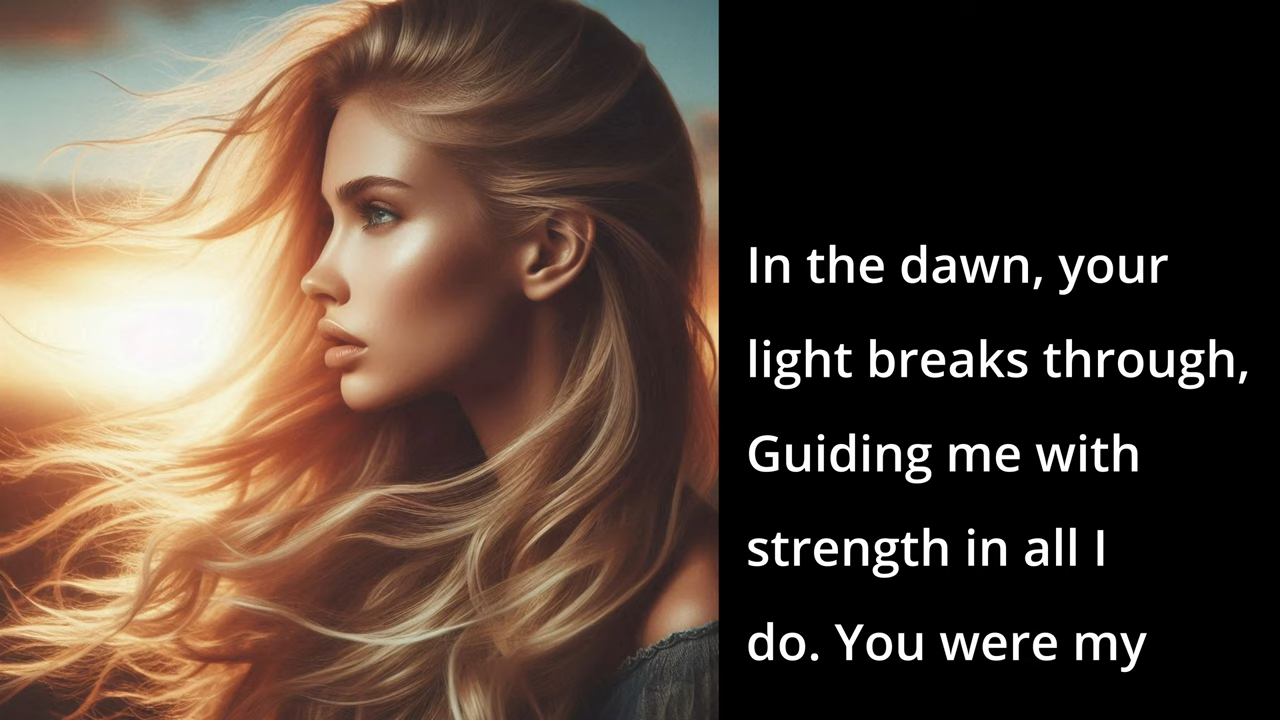 In the dawn, your
light breaks through,
Guiding me with
strength in all I
do. You were my